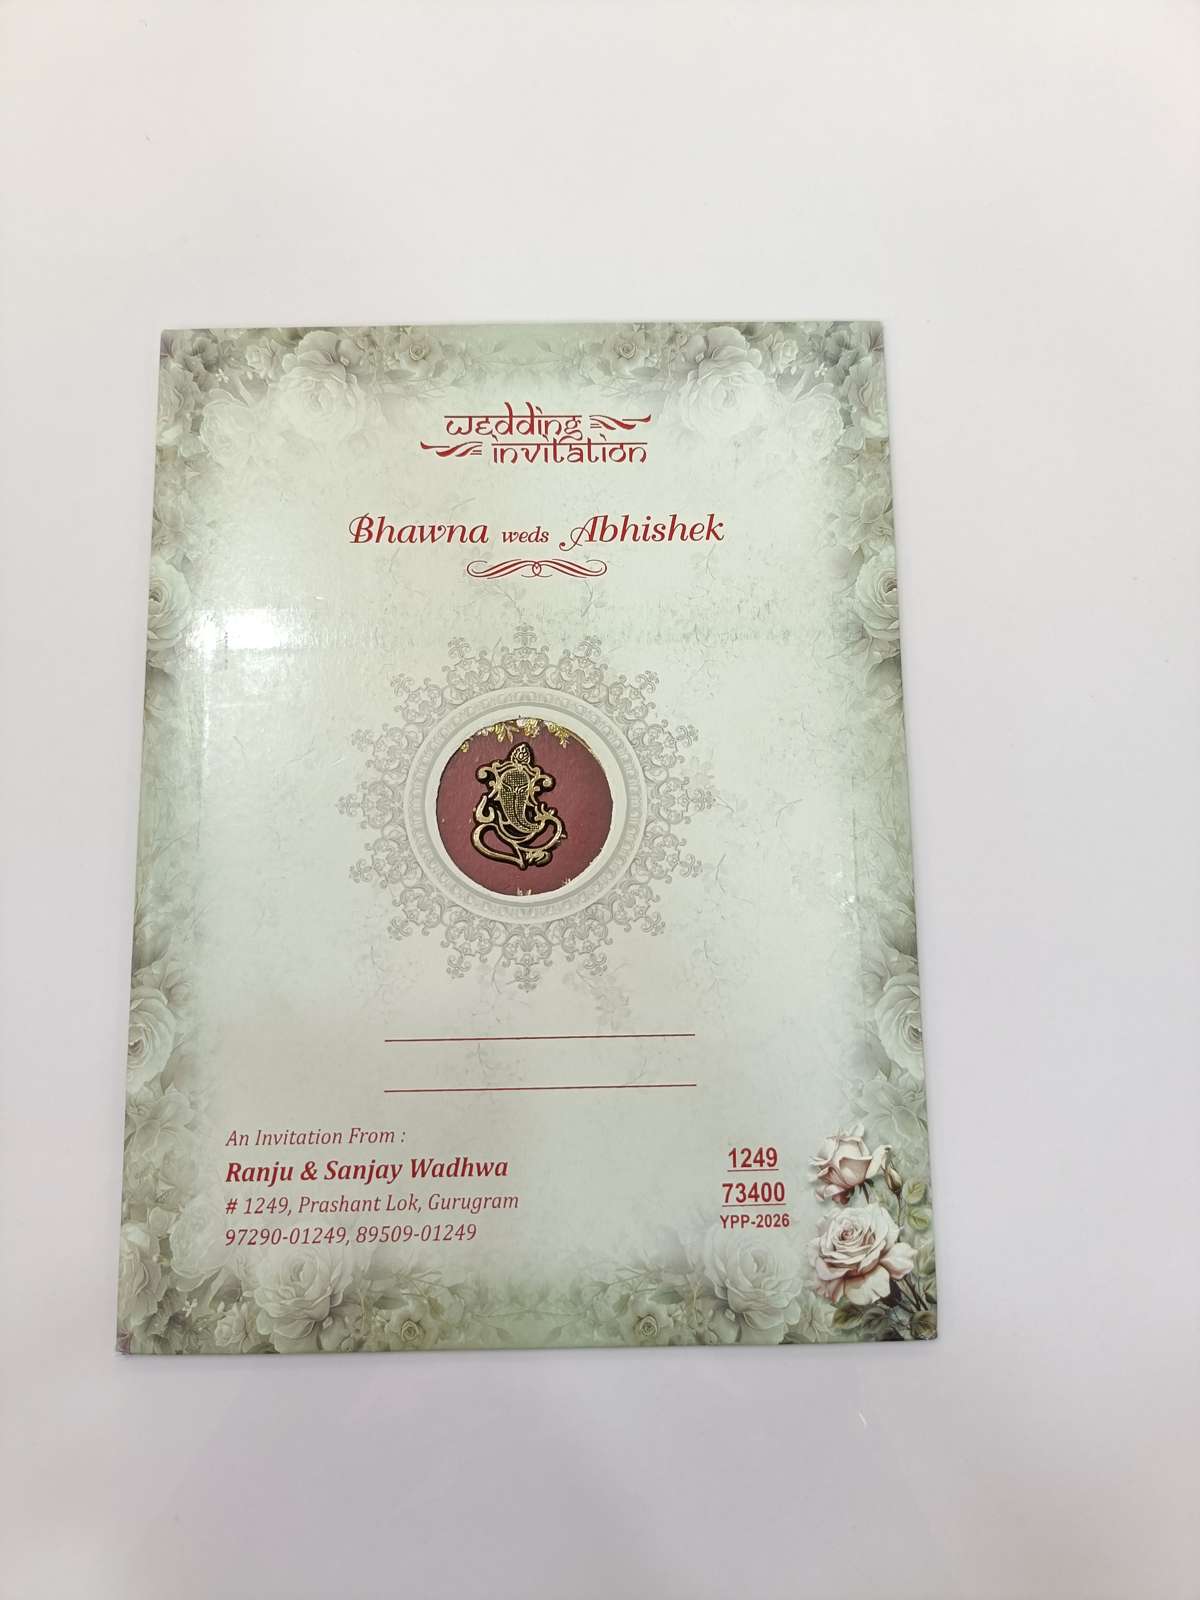 wedding
invitation
Bhawna weds Abhishek
An Invitation From :
Ranju & Sanjay Wadhwa
# 1249, Prashant Lok, Gurugram
97290-01249, 89509-01249
1249
73400
YPP-2026